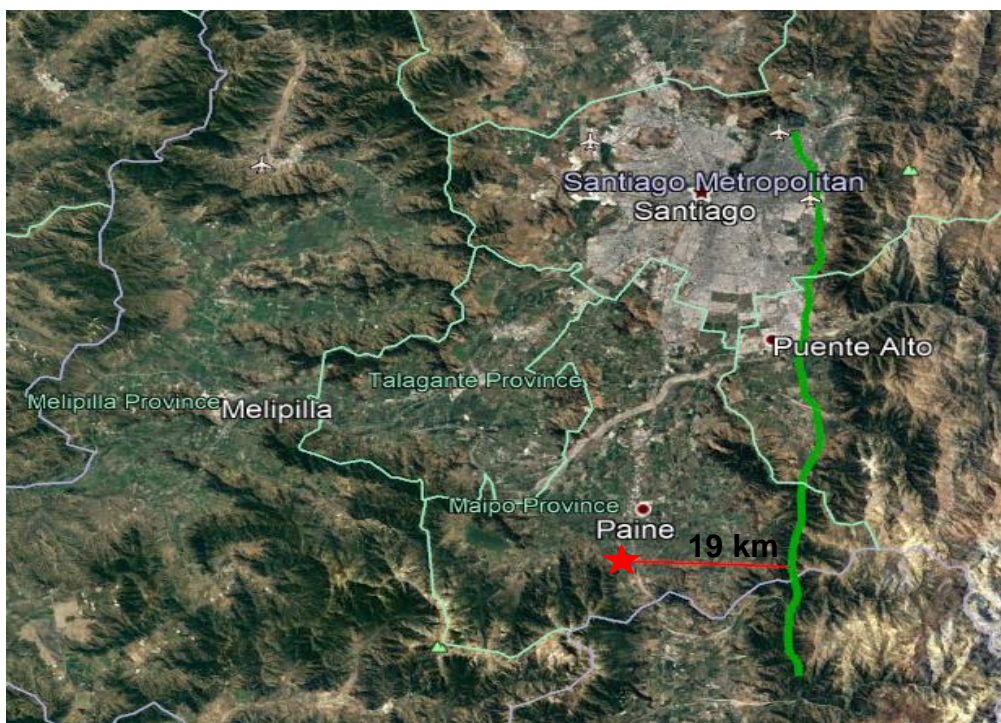 Santiago Metropolitan
Santiago
Puente Alto
Talagante Province
Melipilla Province
Melipilla
Maipo Province
Paine
19 km